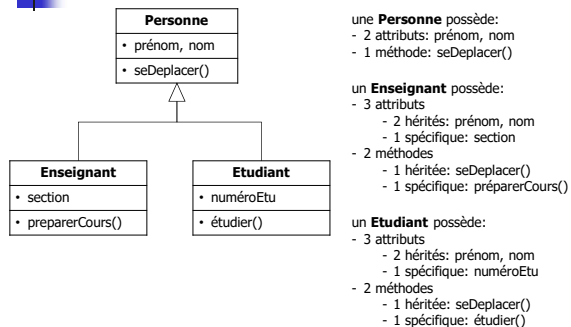 Personne
• prénom, nom
• seDeplacer()
Enseignant
• section
• preparerCours()
Etudiant
• numéroEtu
• étudier()
une Personne possède:
- 2 attributs: prénom, nom
- 1 méthode: seDeplacer()
un Enseignant possède:
- 3 attributs
- 2 hérités: prénom, nom
- 1 spécifique: section
- 2 méthodes
- 1 héritée: seDeplacer()
- 1 spécifique: préparerCours()
un Etudiant possède:
- 3 attributs
- 2 hérités: prénom, nom
- 1 spécifique: numéroEtu
- 2 méthodes
- 1 héritée: seDeplacer()
- 1 spécifique: étudier()